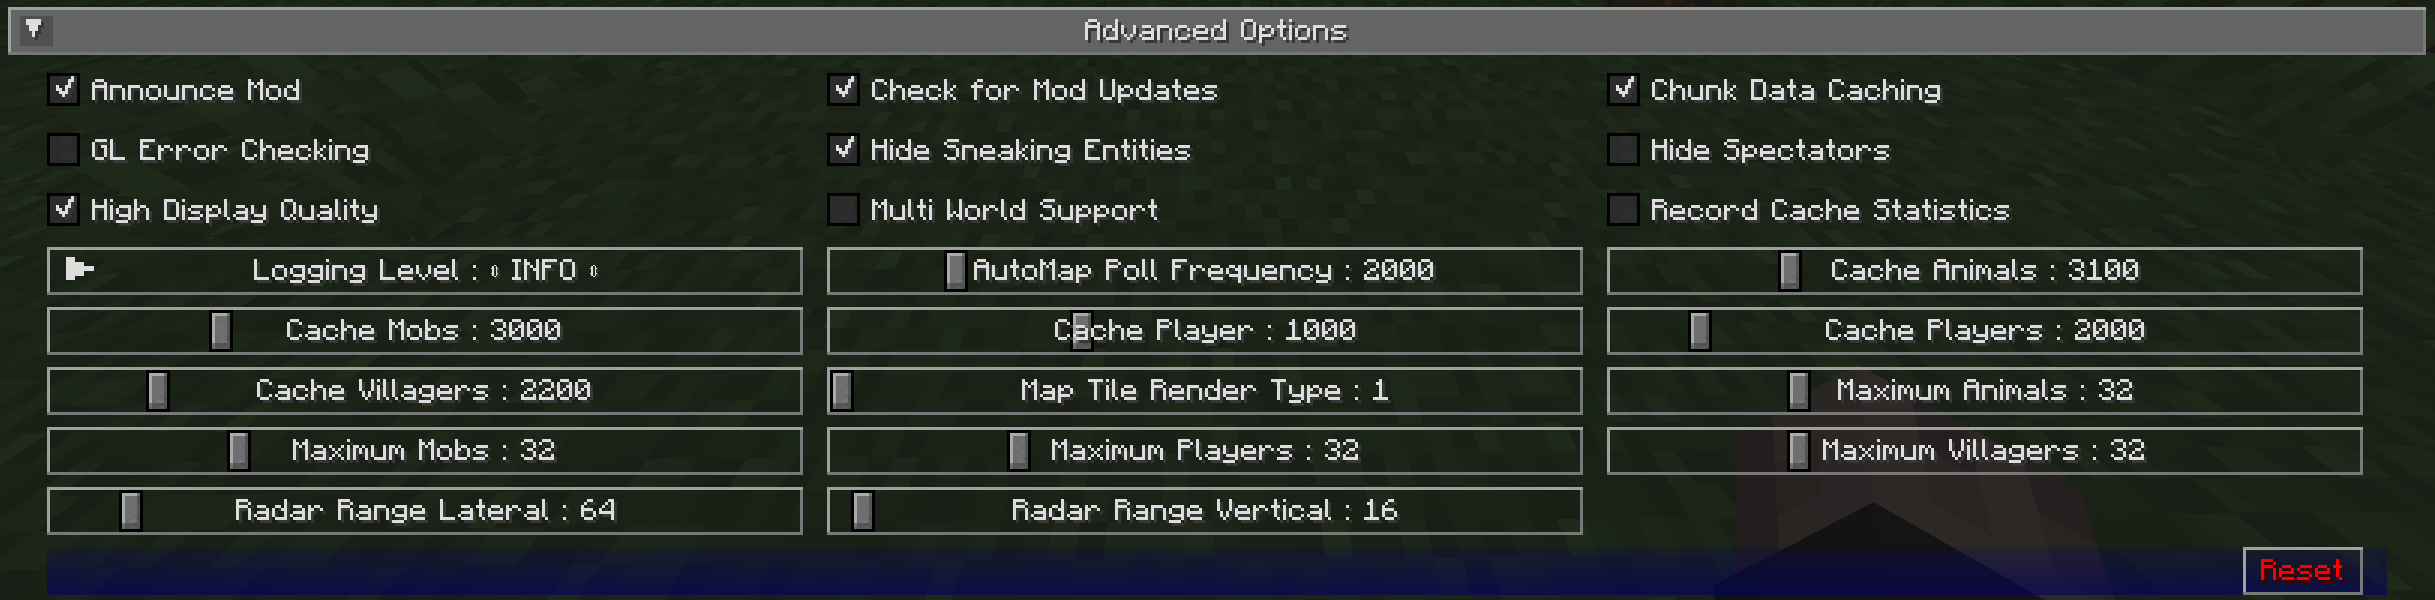 Advanced Options
Announce Mod
Check for Mod Updates
Chunk Data Caching
GL Error Checking
Hide Sneaking Entities
Hide Spectators
High Display Quality
Multi World Support
Record Cache Statistics
Logging Level : ⇕ INFO ⇕
AutoMap Poll Frequency : 2000
Cache Animals : 3100
Cache Mobs : 3000
Cache Player : 1000
Cache Players : 2000
Cache Villagers : 2200
Map Tile Render Type : 1
Maximum Animals : 32
Maximum Mobs : 32
Maximum Players : 32
Maximum Villagers : 32
Radar Range Lateral : 64
Radar Range Vertical : 16
Reset